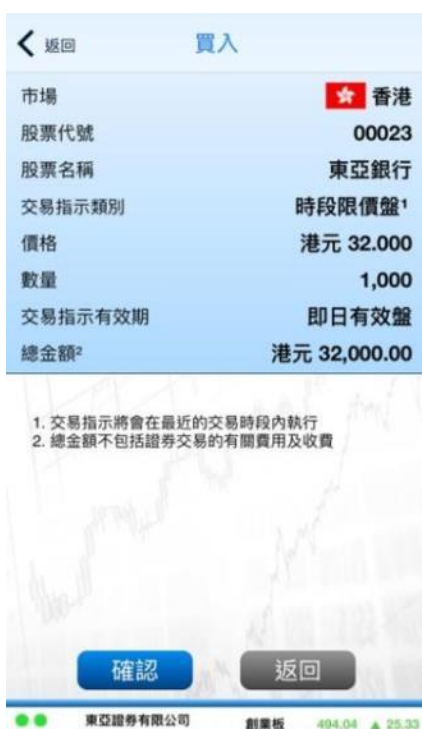 返回 買入
市場 香港
股票代號 00023
股票名稱 東亞銀行
交易指示類別 時段限價盤¹
價格 港元 32.000
數量 1,000
交易指示有效期 即日有效盤
總金額² 港元 32,000.00
1. 交易指示將會在最近的交易時段內執行
2. 總金額不包括證券交易的有關費用及收費
確認 返回
東亞證券有限公司 創業板 494.04 ▲ 25.33